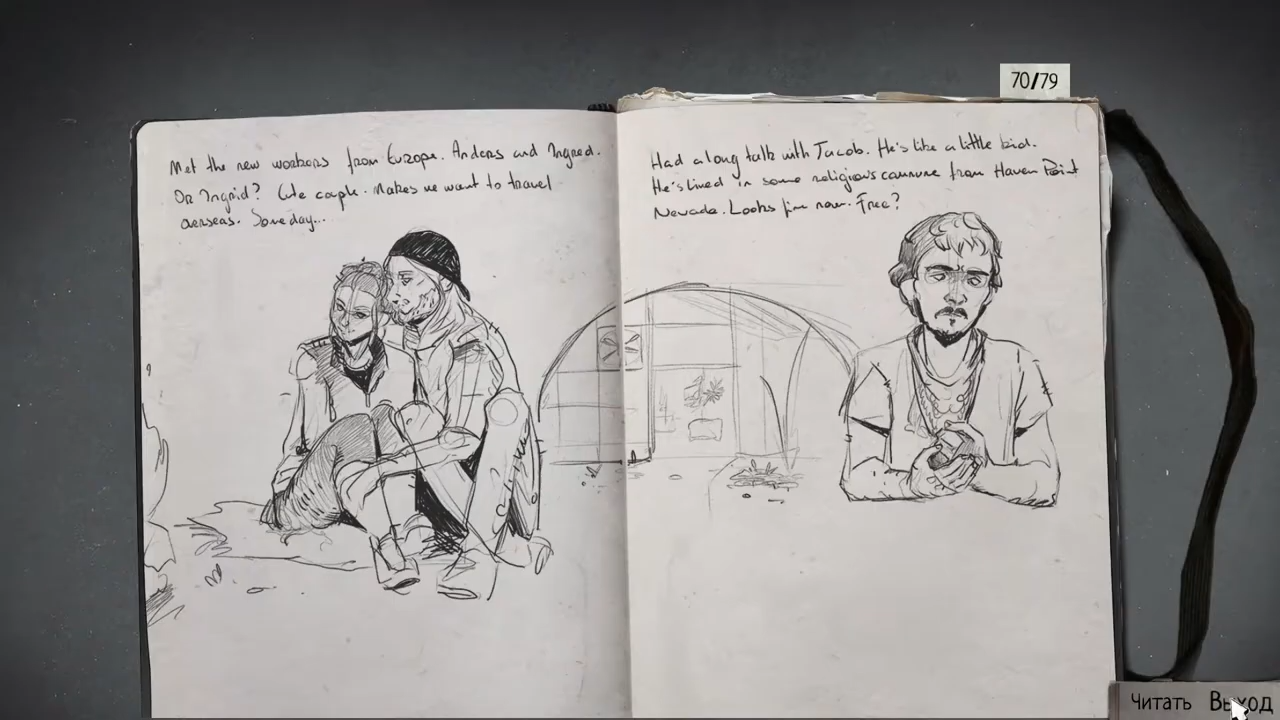 70/79
Met the new workers from Europe. Anders and Ingred.
Or Ingrid? Cute couple. Makes me want to travel
overseas. Someday...
Had a long talk with Jacob. He's like a little kid.
He's lived in some religious commune from Haven Point
Nevada. Looks fine now. Free?
Читать Выход